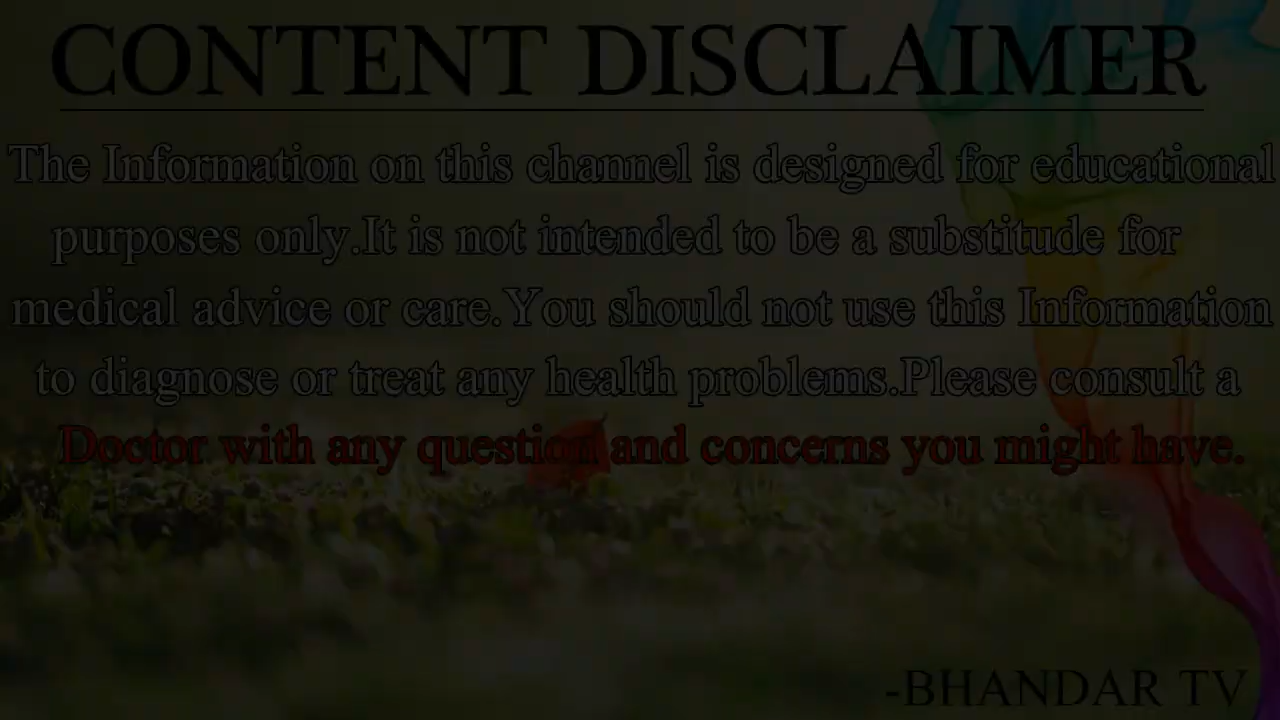 CONTENT DISCLAIMER
The Information on this channel is designed for educational
purposes only.It is not intended to be a substitude for
medical advice or care.You should not use this Information
to diagnose or treat any health problems.Please consult a
Doctor with any question and concerns you might have.
-BHANDAR TV